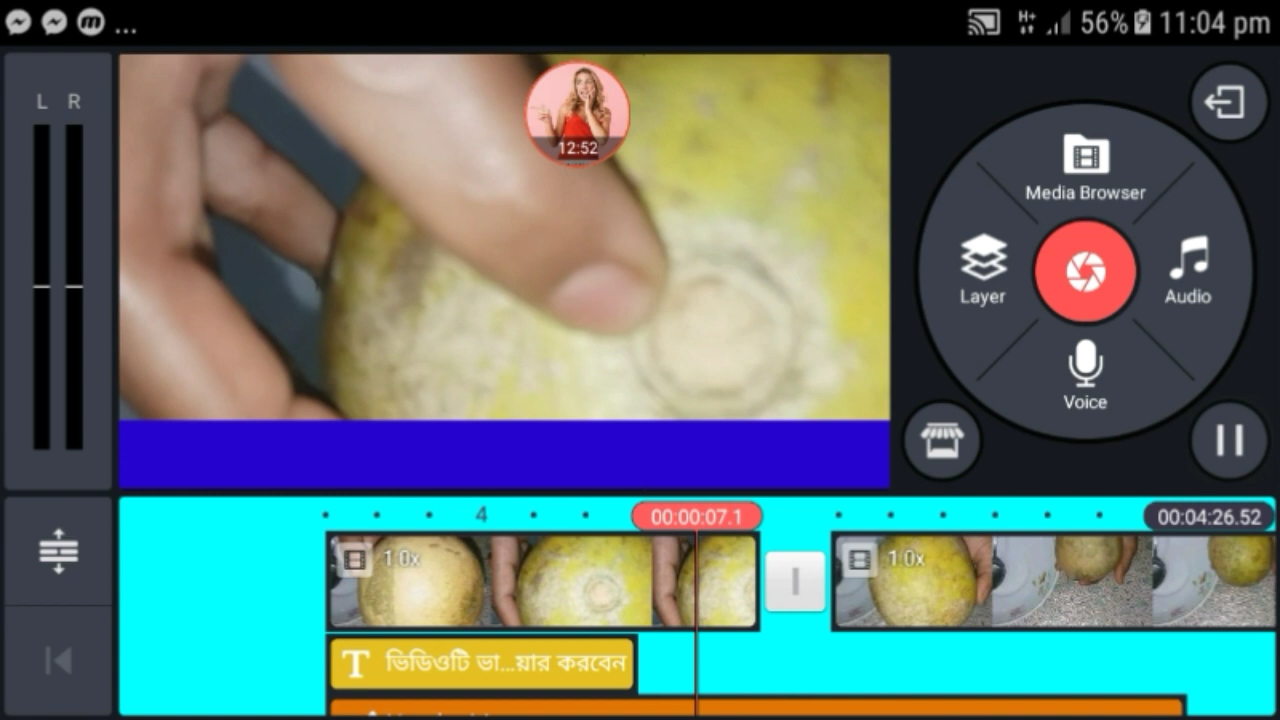 ... H+ 56% 11:04 pm
L R
12:52
Media Browser
Layer
Audio
Voice
4
00:00:07.1
00:04:26.52
1.0x
1.0x
T ভিডিওটি ভা...য়ার করবেন